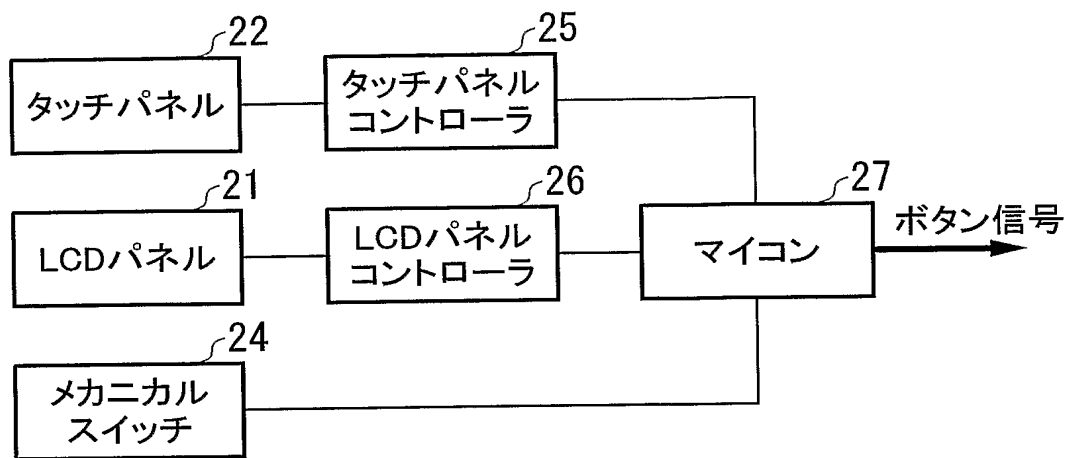 22
タッチパネル
25
タッチパネル
コントローラ
21
LCDパネル
26
LCDパネル
コントローラ
27
マイコン
ボタン信号
24
メカニカル
スイッチ